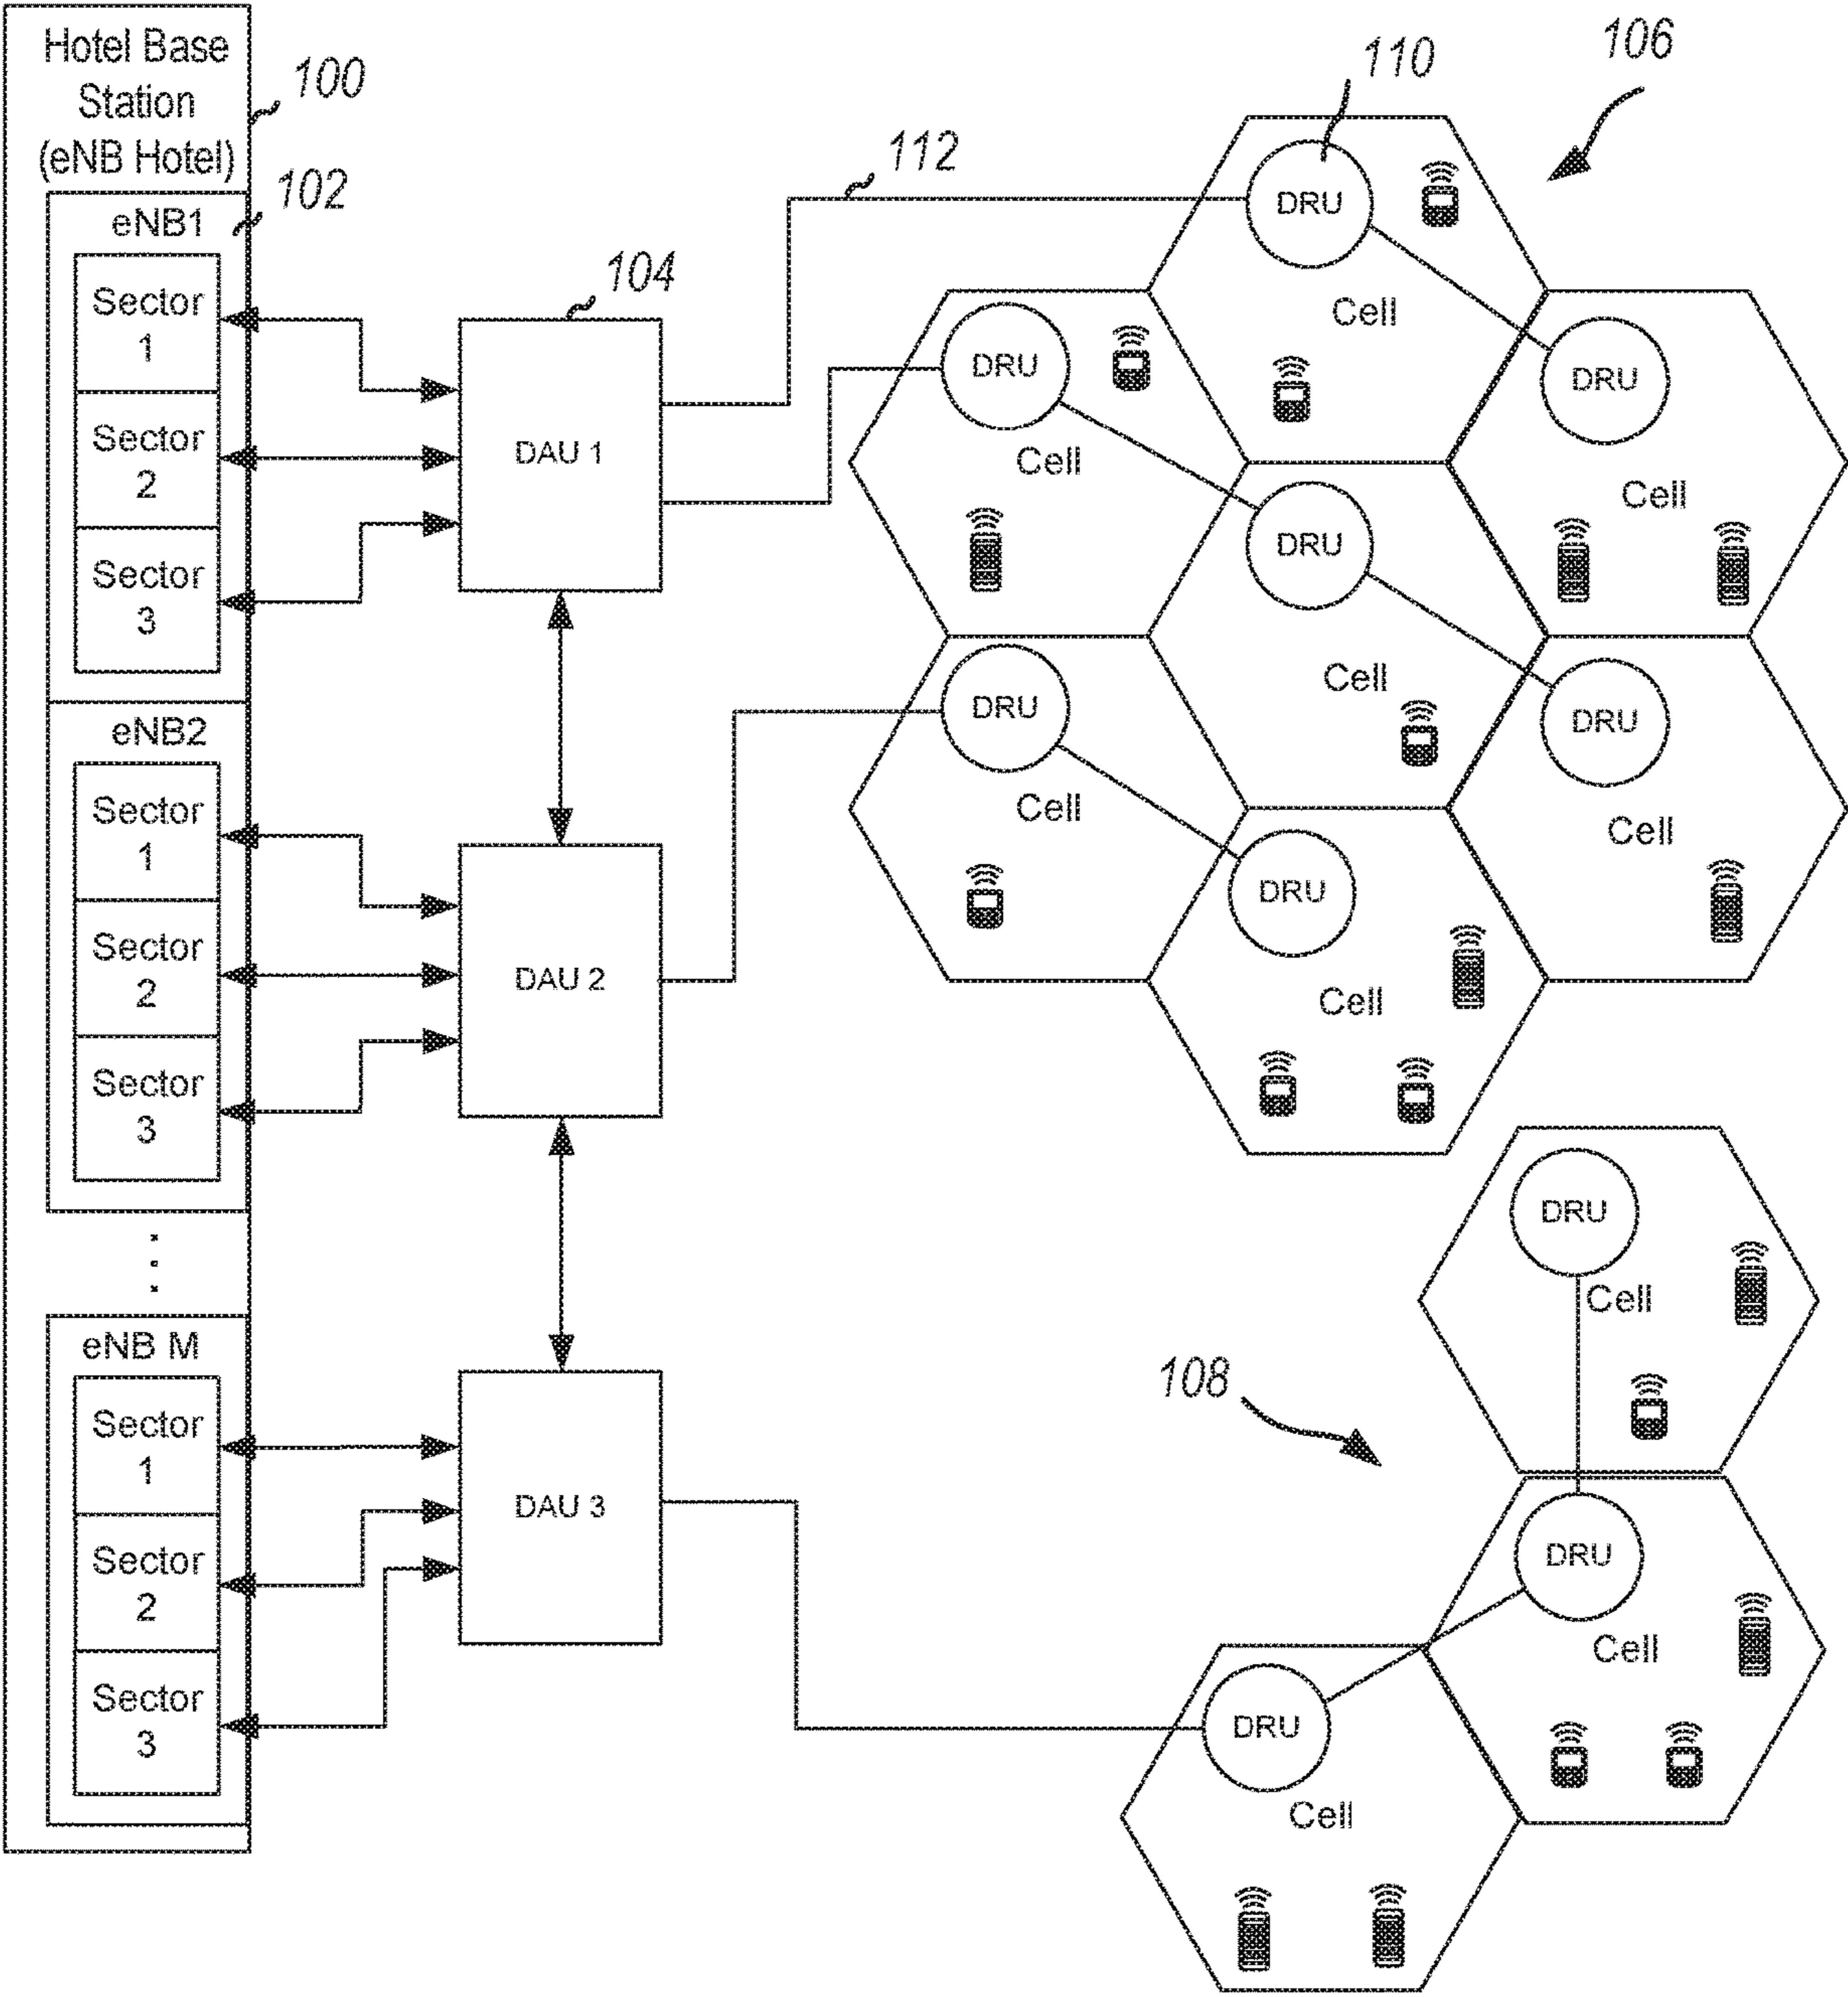 Hotel Base
Station
(eNB Hotel)
100
102
eNB1
Sector
1
Sector
2
Sector
3
eNB2
Sector
1
Sector
2
Sector
3
eNB M
Sector
1
Sector
2
Sector
3
104
DAU 1
DAU 2
DAU 3
112
110
106
DRU
Cell
DRU
Cell
DRU
Cell
DRU
Cell
DRU
Cell
DRU
Cell
DRU
Cell
108
DRU
Cell
DRU
Cell
DRU
Cell